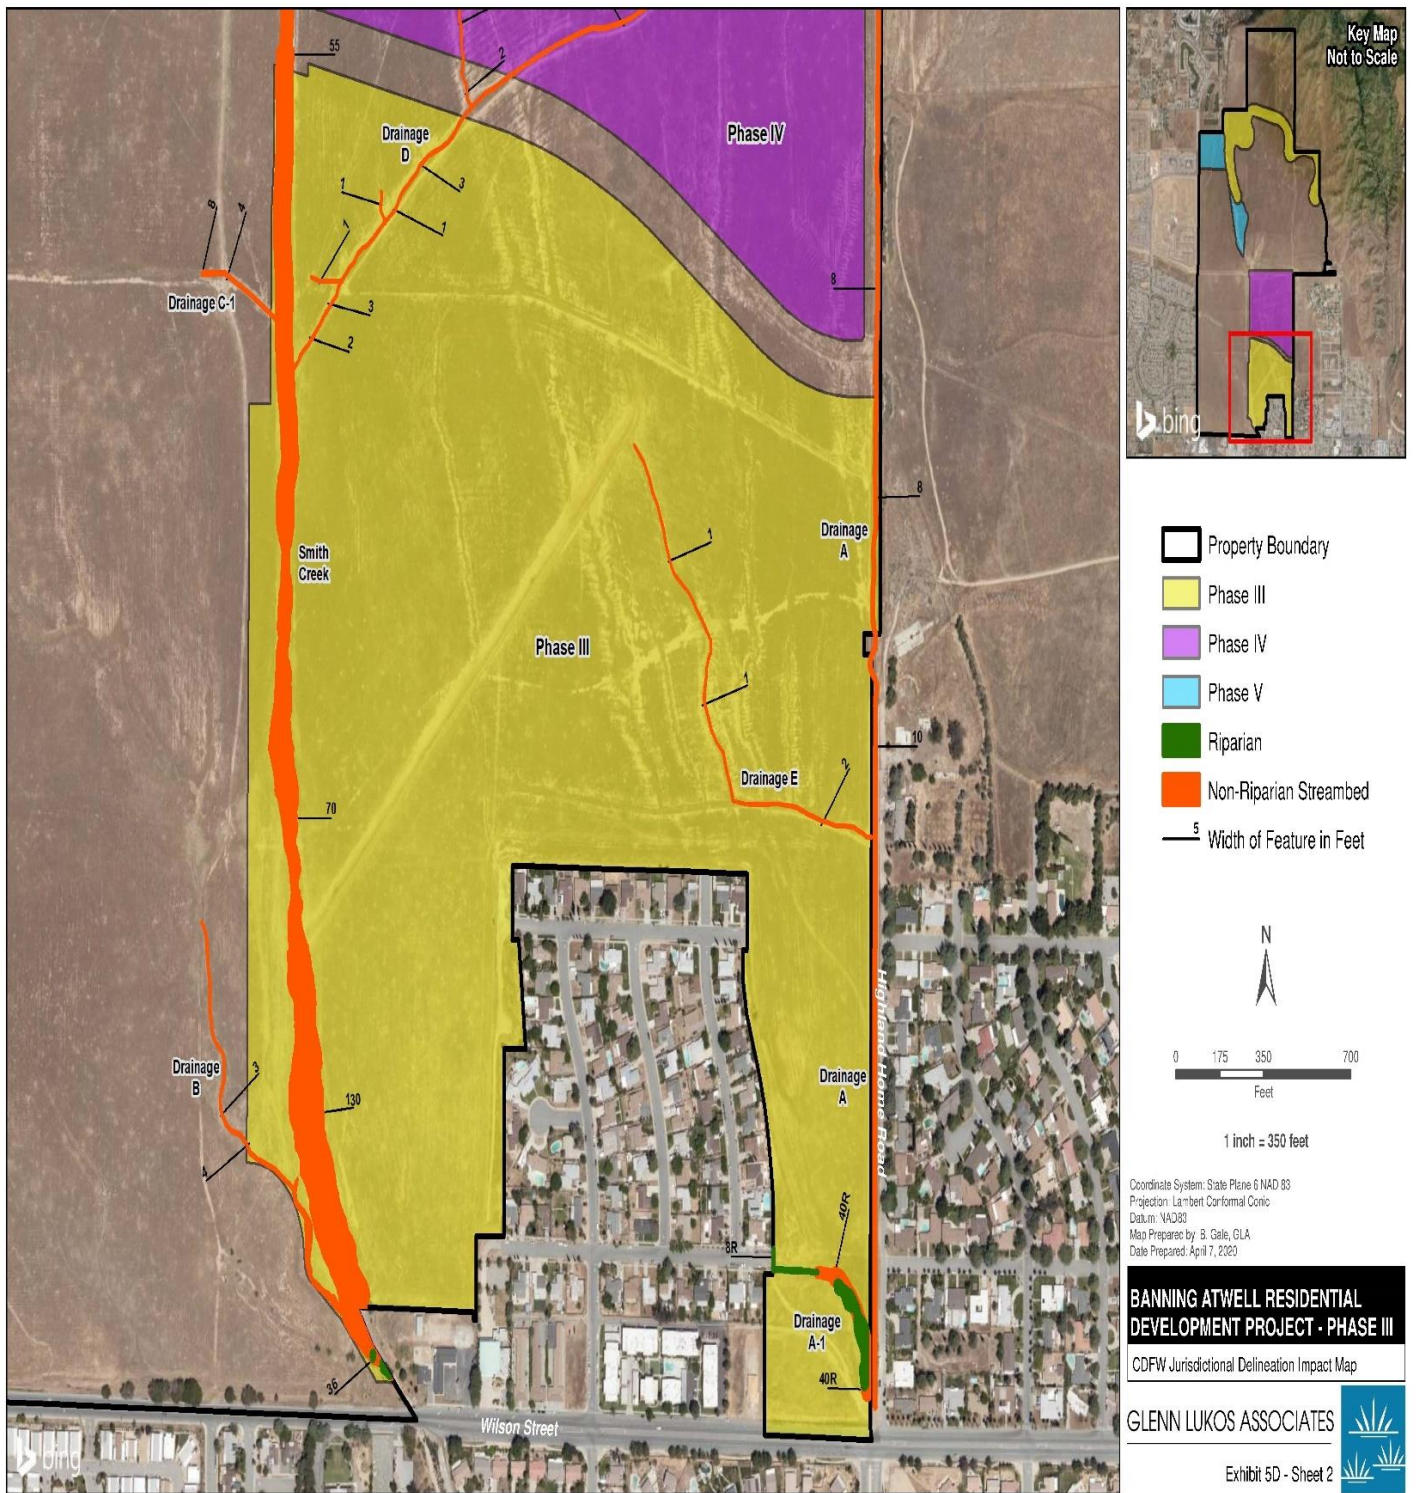 55
2
Phase IV
Drainage
D
1
3
1
1
8
4
Drainage C-1
3
2
8
8
Smith
Creek
Drainage
A
1
Phase III
1
10
70
Drainage E
2
Highland Home Road
Drainage
B
3
4
130
Drainage
A
40R
8R
Drainage
A-1
40R
36
Wilson Street
bing
Key Map
Not to Scale
bing
Property Boundary
Phase III
Phase IV
Phase V
Riparian
Non-Riparian Streambed
5 Width of Feature in Feet
N
0 175 350 700
Feet
1 inch = 350 feet
Coordinate System: State Plane 6 NAD 83
Projection: Lambert Conformal Conic
Datum: NAD83
Map Prepared by: B. Gale, GLA
Date Prepared: April 7, 2020
BANNING ATWELL RESIDENTIAL
DEVELOPMENT PROJECT - PHASE III
CDFW Jurisdictional Delineation Impact Map
GLENN LUKOS ASSOCIATES
Exhibit 5D - Sheet 2